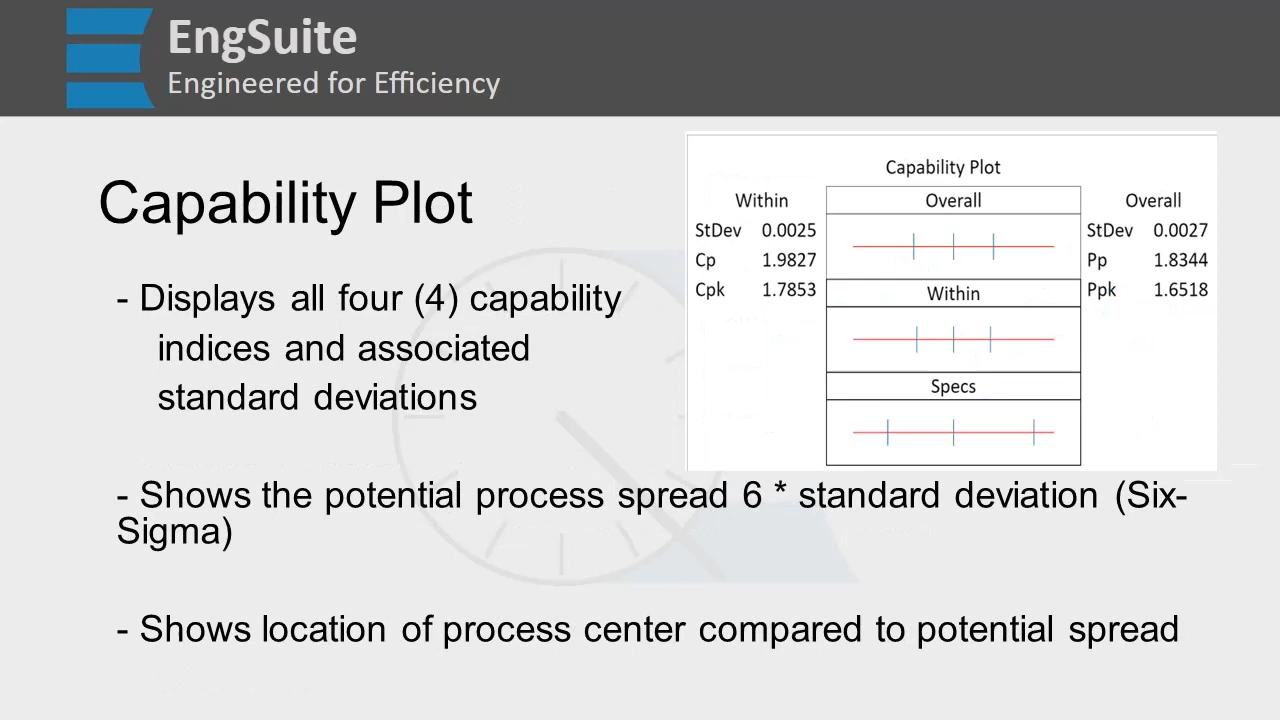 EngSuite
Engineered for Efficiency
Capability Plot
- Displays all four (4) capability
indices and associated
standard deviations
- Shows the potential process spread 6 * standard deviation (Six-
Sigma)
- Shows location of process center compared to potential spread
Capability Plot
Within
StDev 0.0025
Cp 1.9827
Cpk 1.7853
Overall
Within
Specs
Overall
StDev 0.0027
Pp 1.8344
Ppk 1.6518